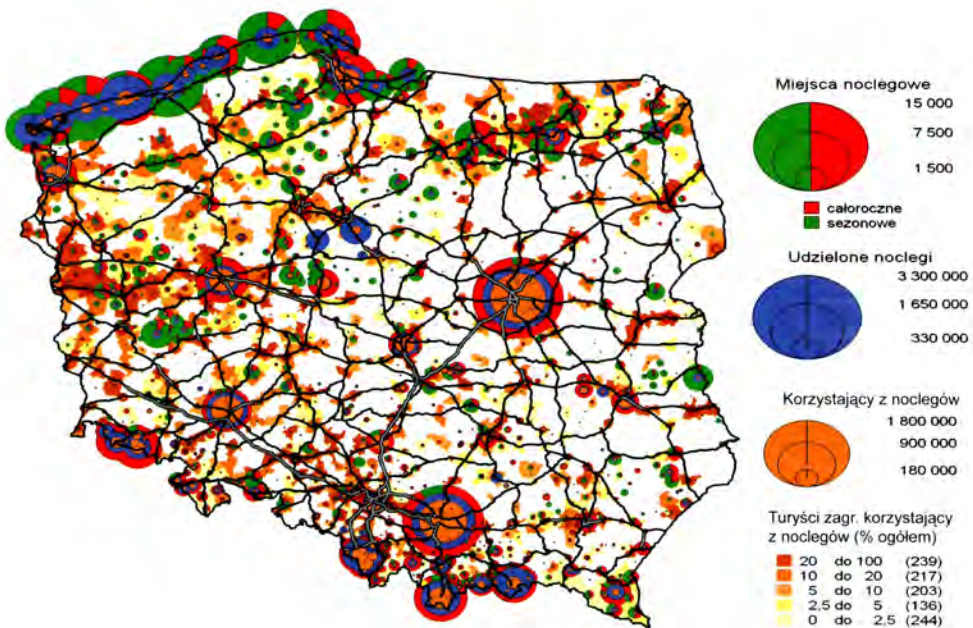 Miejsca noclegowe
15 000
7 500
1 500
całoroczne
sezonowe
Udzielone noclegi
3 300 000
1 650 000
330 000
Korzystający z noclegów
1 800 000
900 000
180 000
Turyści zagr. korzystający
z noclegów (% ogółem)
20 do 100 (239)
10 do 20 (217)
5 do 10 (203)
2,5 do 5 (136)
0 do 2,5 (244)